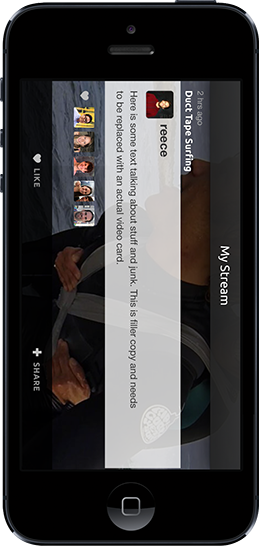 My Stream
2 hrs ago
Duct Tape Surfing
reece
Here is some text talking about stuff and junk. This is filler copy and needs
to be replaced with an actual video card.
LIKE
SHARE